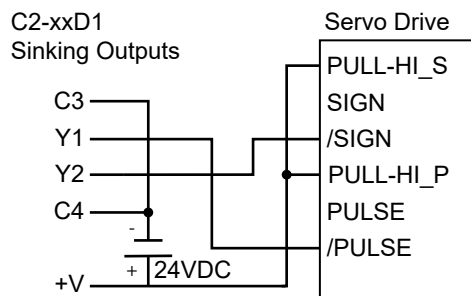 C2-xxD1
Sinking Outputs
Servo Drive
C3
Y1
Y2
C4
+V
-
+
24VDC
PULL-HI_S
SIGN
/SIGN
PULL-HI_P
PULSE
/PULSE